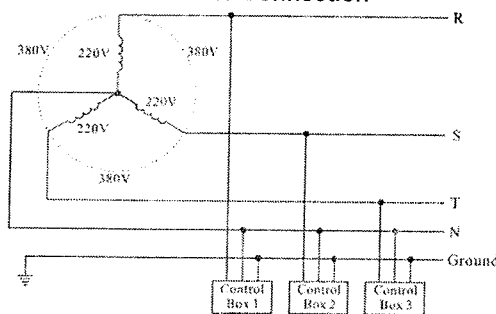 R
380V
380V
220V
220V
220V
S
380V
T
N
Ground
Control
Box 1
Control
Box 2
Control
Box 3